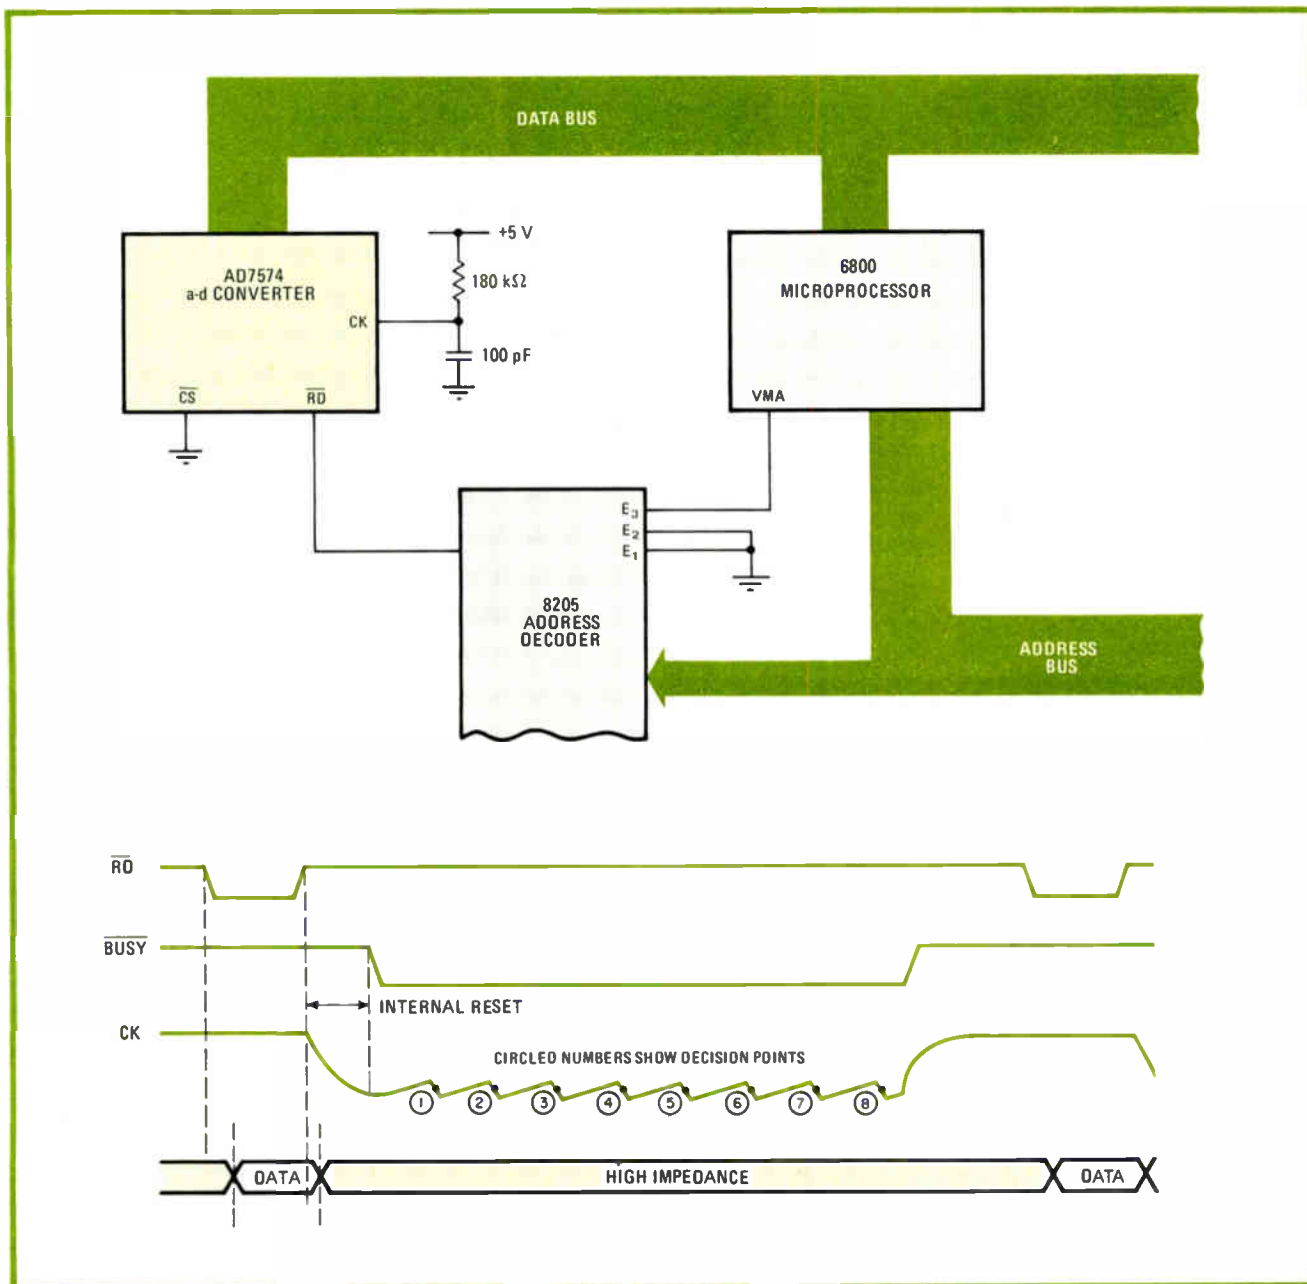 DATA BUS
+5 V
180 kΩ
AD7574
a-d CONVERTER
CK
100 pF
CS
RD
6800
MICROPROCESSOR
VMA
E3
E2
E1
8205
ADDRESS
DECODER
ADDRESS
BUS
RD
BUSY
INTERNAL RESET
CK
CIRCLED NUMBERS SHOW DECISION POINTS
1 2 3 4 5 6 7 8
DATA
HIGH IMPEDANCE
DATA